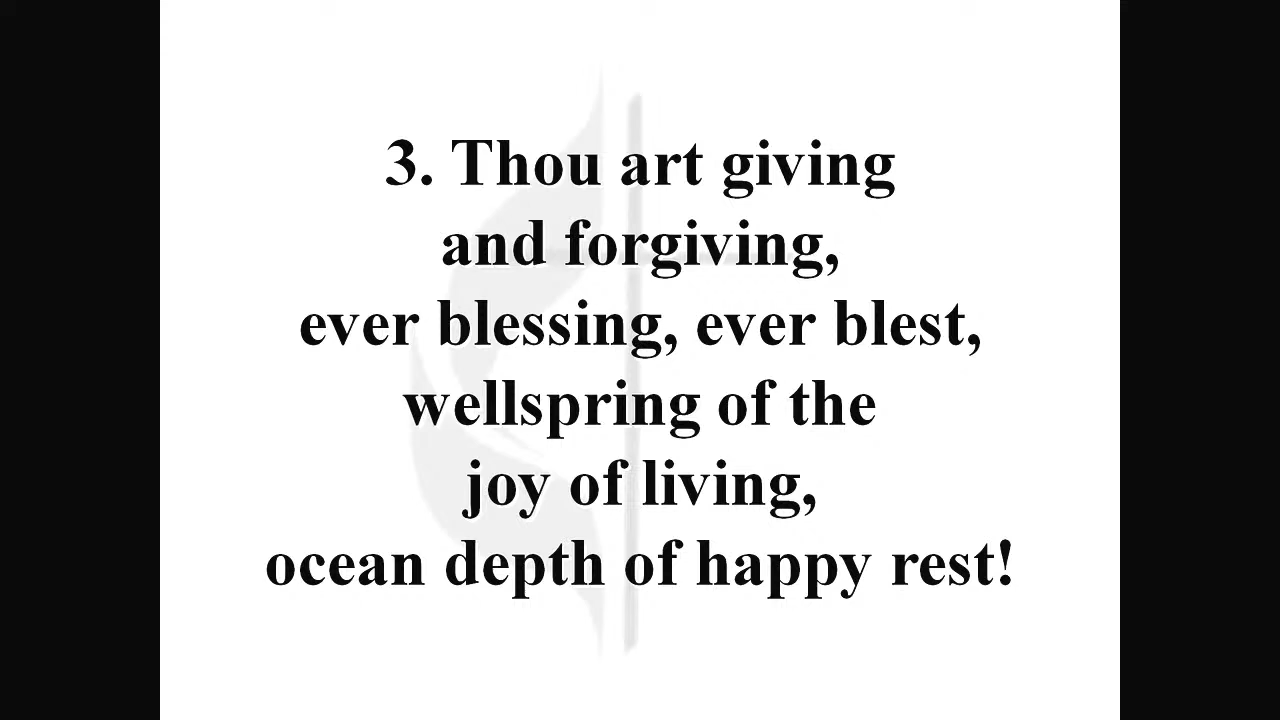 3. Thou art giving
and forgiving,
ever blessing, ever blest,
wellspring of the
joy of living,
ocean depth of happy rest!